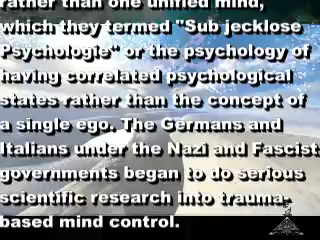 rather than one unified mind,
which they termed "Sub jecklose
Psychologie" or the psychology of
having correlated psychological
states rather than the concept of
a single ego. The Germans and
Italians under the Nazi and Fascist
governments began to do serious
scientific research into trauma-
based mind control.